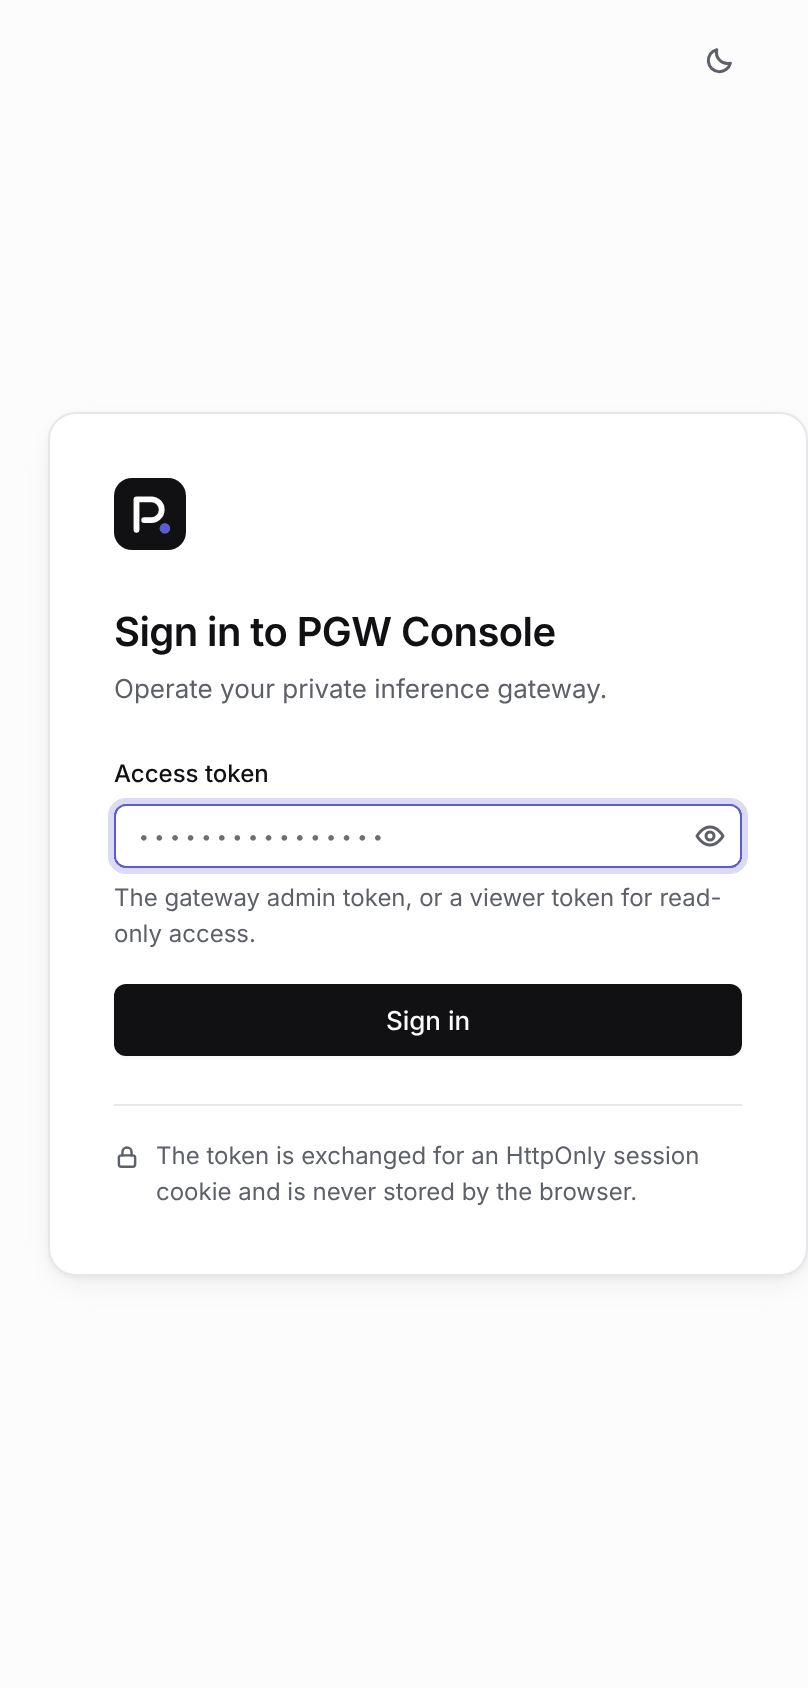 P.
Sign in to PGW Console
Operate your private inference gateway.
Access token
••••••••••••••••
The gateway admin token, or a viewer token for read-
only access.
Sign in
The token is exchanged for an HttpOnly session
cookie and is never stored by the browser.